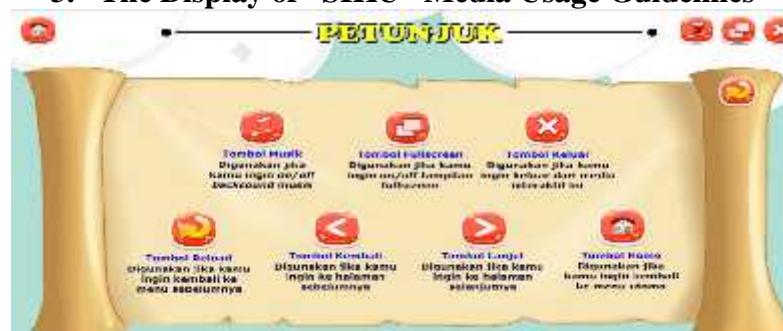 3. The Display of "SKIC" Media Usage Guidelines
PETUNJUK
Tombol Musik
Digunakan jika
kamu ingin on/off
backsound musik
Tombol Fullscreen
Digunakan jika kamu
ingin on/off tampilan
fullscreen
Tombol Keluar
Digunakan jika kamu
ingin keluar dari media
interaktif ini
Tombol Reload
Digunakan jika kamu
ingin kembali ke
menu sebelumnya
Tombol Kembali
Digunakan jika kamu
ingin ke halaman
sebelumnya
Tombol Lanjut
Digunakan jika kamu
ingin ke halaman
selanjutnya
Tombol Home
Digunakan jika
kamu ingin kembali
ke menu utama